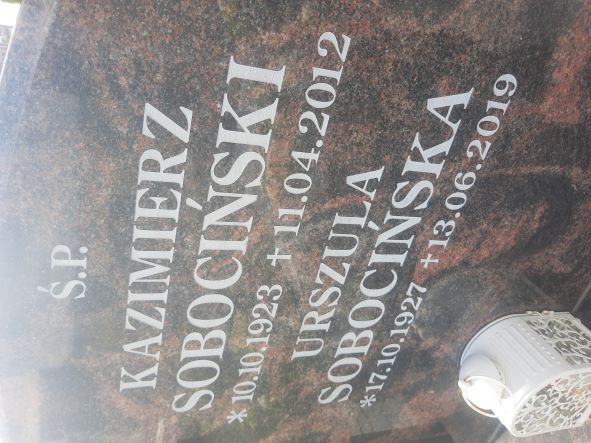 Ś.P.
KAZIMIERZ
SOBOCIŃSKI
*10.10.1923 +11.04.2012
URSZULA
SOBOCIŃSKA
*17.10.1927 +13.06.2019